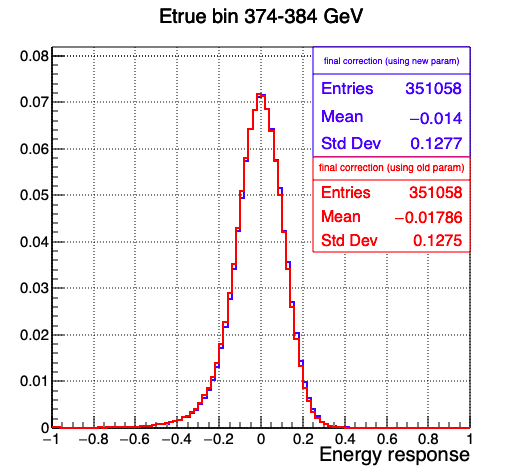 Etrue bin 374-384 GeV
final correction (using new param)
Entries 351058
Mean −0.014
Std Dev 0.1277
final correction (using old param)
Entries 351058
Mean −0.01786
Std Dev 0.1275
0.08
0.07
0.06
0.05
0.04
0.03
0.02
0.01
0
−1 −0.8 −0.6 −0.4 −0.2 0 0.2 0.4 0.6 0.8 1
Energy response